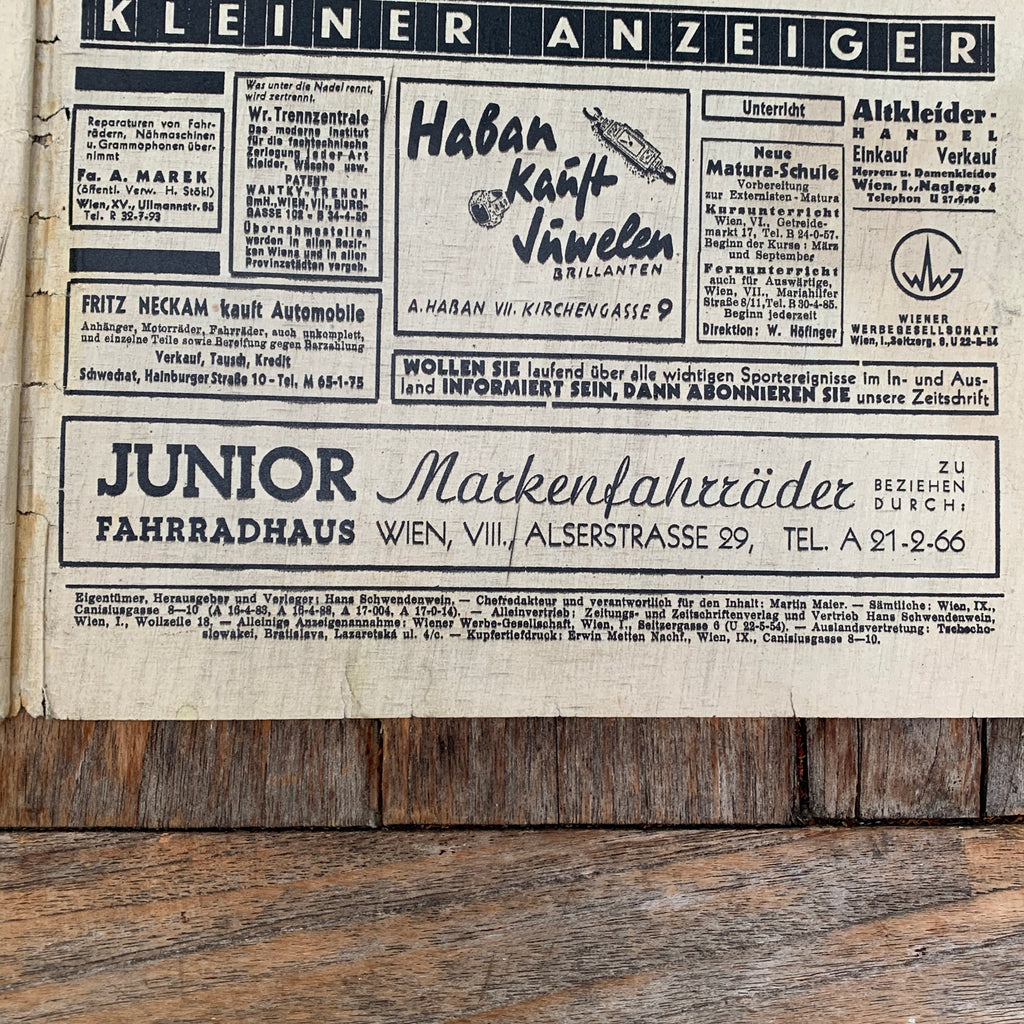 KLEINER ANZEIGER
Reparaturen von Fahr-
rädern, Nähmaschinen
u. Grammophonen über-
nimmt
Fa. A. MAREK
(öffentl. Verw. H. Stökl)
Wien, XV., Ullmannstr. 65
Tel. R 32-7-93
FRITZ NECKAM kauft Automobile
Anhänger, Motorräder, Fahrräder, auch unkomplett,
und einzelne Teile sowie Bereifung gegen Barzahlung
Verkauf, Tausch, Kredit
Schwechat, Hainburger Straße 10 - Tel. M 65-1-75
Was unter die Nadel rennt,
wird zertrennt.
Wr. Trennzentrale
Das moderne Institut
für die fachtechnische
Zerlegung jeder Art
Kleider, Wäsche usw.
PATENT
WANTKY-TRENCH
GmH., WIEN, VII., BURG-
GASSE 102 - B 34-4-50
Übernahmestellen
werden in allen Bezir-
ken Wiens und in allen
Provinzstädten vergeb.
Haban
kauft
Juwelen
BRILLANTEN
A. HABAN VII. KIRCHENGASSE 9
Unterricht
Neue
Matura-Schule
Vorbereitung
zur Externisten-Matura
Kursunterricht
Wien, VI., Getreide-
markt 17, Tel. B 24-0-57.
Beginn der Kurse: März
und September
Fernunterricht
auch für Auswärtige,
Wien, VII., Mariahilfer
Straße 8/11, Tel. B 30-4-85.
Beginn jederzeit
Direktion: W. Höfinger
Altkleider-
HANDEL
Einkauf Verkauf
Herren- u. Damenkleider
Wien, I., Naglerg. 4
Telephon U 27-9-98
WWG
WIENER
WERBEGESELLSCHAFT
Wien, I., Seitzerg. 6, U 22-5-54
WOLLEN SIE laufend über alle wichtigen Sportereignisse im In- und Aus-
land INFORMIERT SEIN, DANN ABONNIEREN SIE unsere Zeitschrift
JUNIOR Markenfahrräder ZU
BEZIEHEN
DURCH:
FAHRRADHAUS WIEN, VIII., ALSERSTRASSE 29, TEL. A 21-2-66
Eigentümer, Herausgeber und Verleger: Hans Schwendenwein. — Chefredakteur und verantwortlich für den Inhalt: Martin Maier. — Sämtliche: Wien, IX.,
Canisiusgasse 8—10 (A 16-4-83, A 16-4-88, A 17-004, A 17-0-14). — Alleinvertrieb: Zeitungs- und Zeitschriftenverlag und Vertrieb Hans Schwendenwein,
Wien, I., Wollzeile 18. — Alleinige Anzeigenannahme: Wiener Werbe-Gesellschaft, Wien, I., Seitzergasse 6 (U 22-5-54). — Auslandsvertretung: Tschecho-
slowakei, Bratislava, Lazaretská ul. 4/c. — Kupfertiefdruck: Erwin Metten Nachf., Wien, IX., Canisiusgasse 8—10.